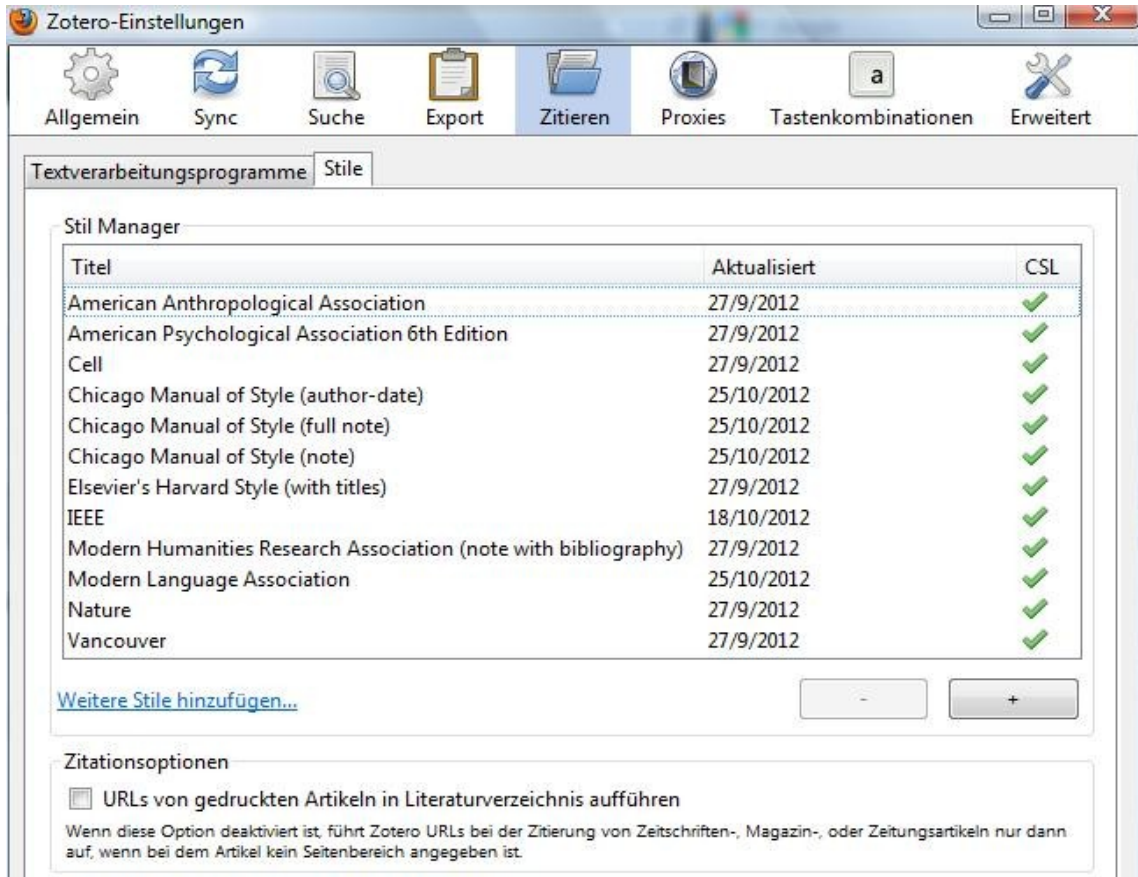 Zotero-Einstellungen
Allgemein Sync Suche Export Zitieren Proxies a Tastenkombinationen Erweitert
Textverarbeitungsprogramme Stile
Stil Manager
Titel Aktualisiert CSL
American Anthropological Association 27/9/2012
American Psychological Association 6th Edition 27/9/2012
Cell 27/9/2012
Chicago Manual of Style (author-date) 25/10/2012
Chicago Manual of Style (full note) 25/10/2012
Chicago Manual of Style (note) 25/10/2012
Elsevier's Harvard Style (with titles) 27/9/2012
IEEE 18/10/2012
Modern Humanities Research Association (note with bibliography) 27/9/2012
Modern Language Association 25/10/2012
Nature 27/9/2012
Vancouver 27/9/2012
Weitere Stile hinzufügen... - +
Zitationsoptionen
URLs von gedruckten Artikeln in Literaturverzeichnis aufführen
Wenn diese Option deaktiviert ist, führt Zotero URLs bei der Zitierung von Zeitschriften-, Magazin-, oder Zeitungsartikeln nur dann
auf, wenn bei dem Artikel kein Seitenbereich angegeben ist.